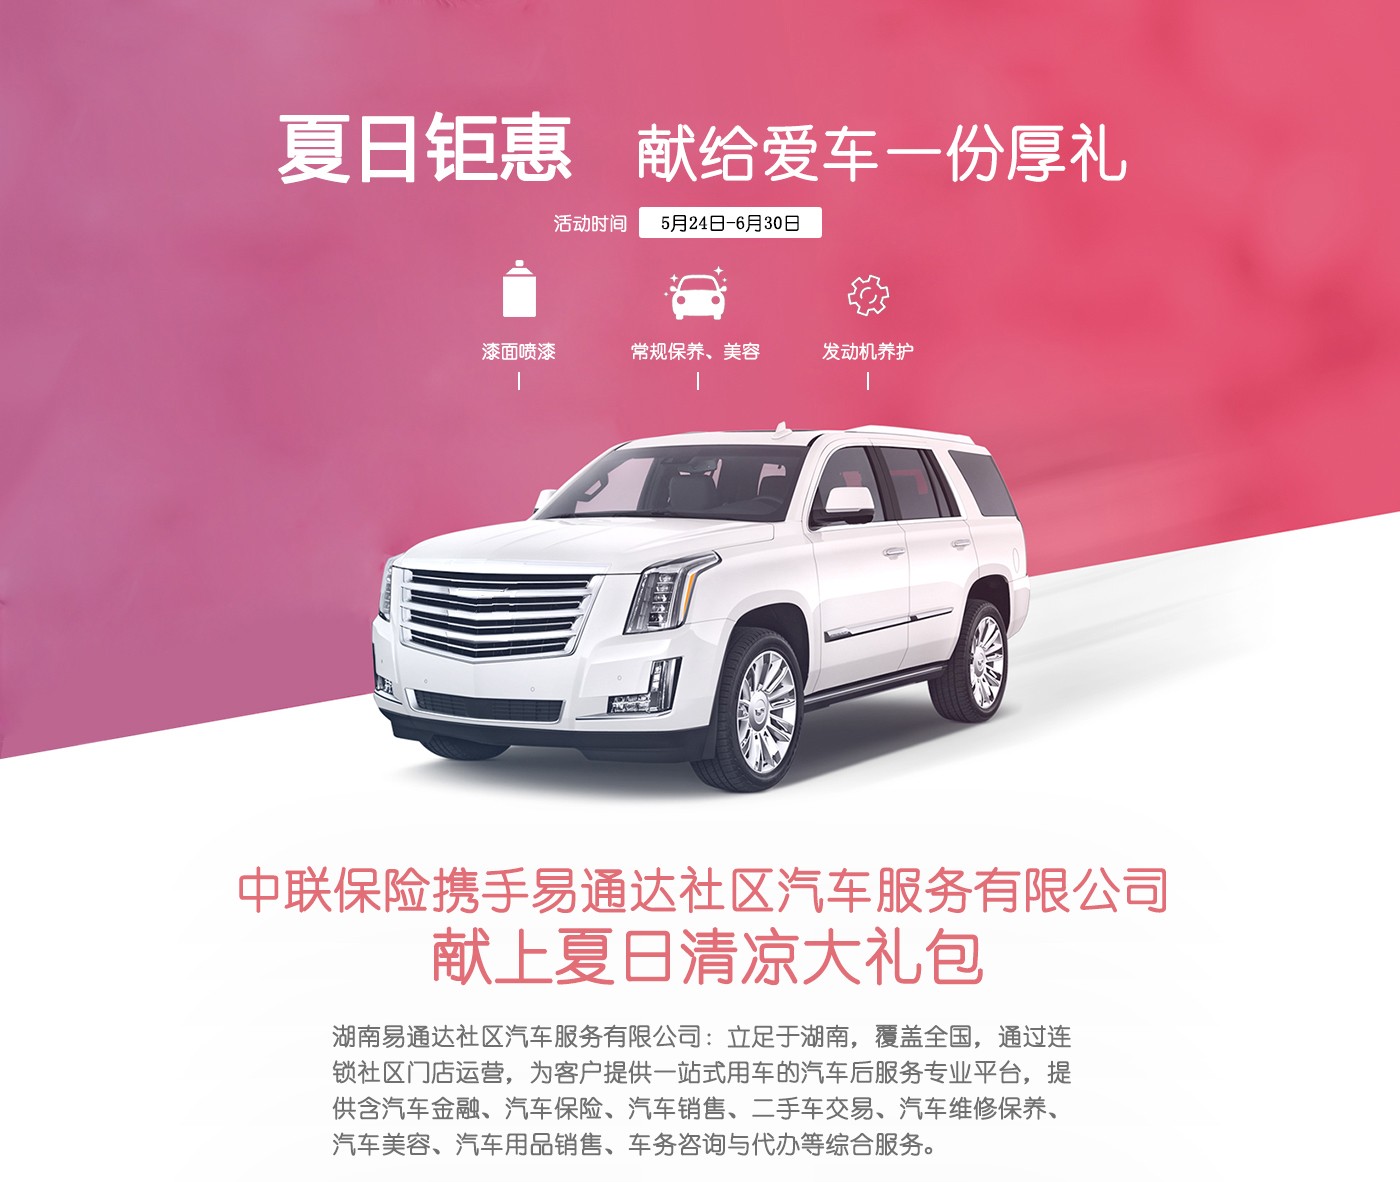 夏日钜惠 献给爱车一份厚礼
活动时间 5月24日-6月30日
漆面喷漆 常规保养、美容 发动机养护
中联保险携手易通达社区汽车服务有限公司
献上夏日清凉大礼包
湖南易通达社区汽车服务有限公司：立足于湖南，覆盖全国，通过连
锁社区门店运营，为客户提供一站式用车的汽车后服务专业平台，提
供含汽车金融、汽车保险、汽车销售、二手车交易、汽车维修保养、
汽车美容、汽车用品销售、车务咨询与代办等综合服务。